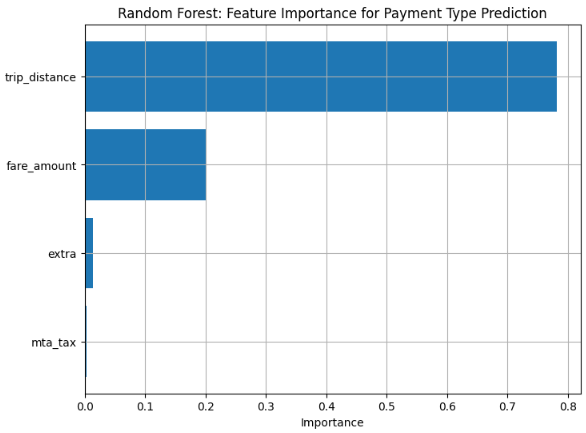 Random Forest: Feature Importance for Payment Type Prediction
trip_distance
fare_amount
extra
mta_tax
0.0 0.1 0.2 0.3 0.4 0.5 0.6 0.7 0.8
Importance